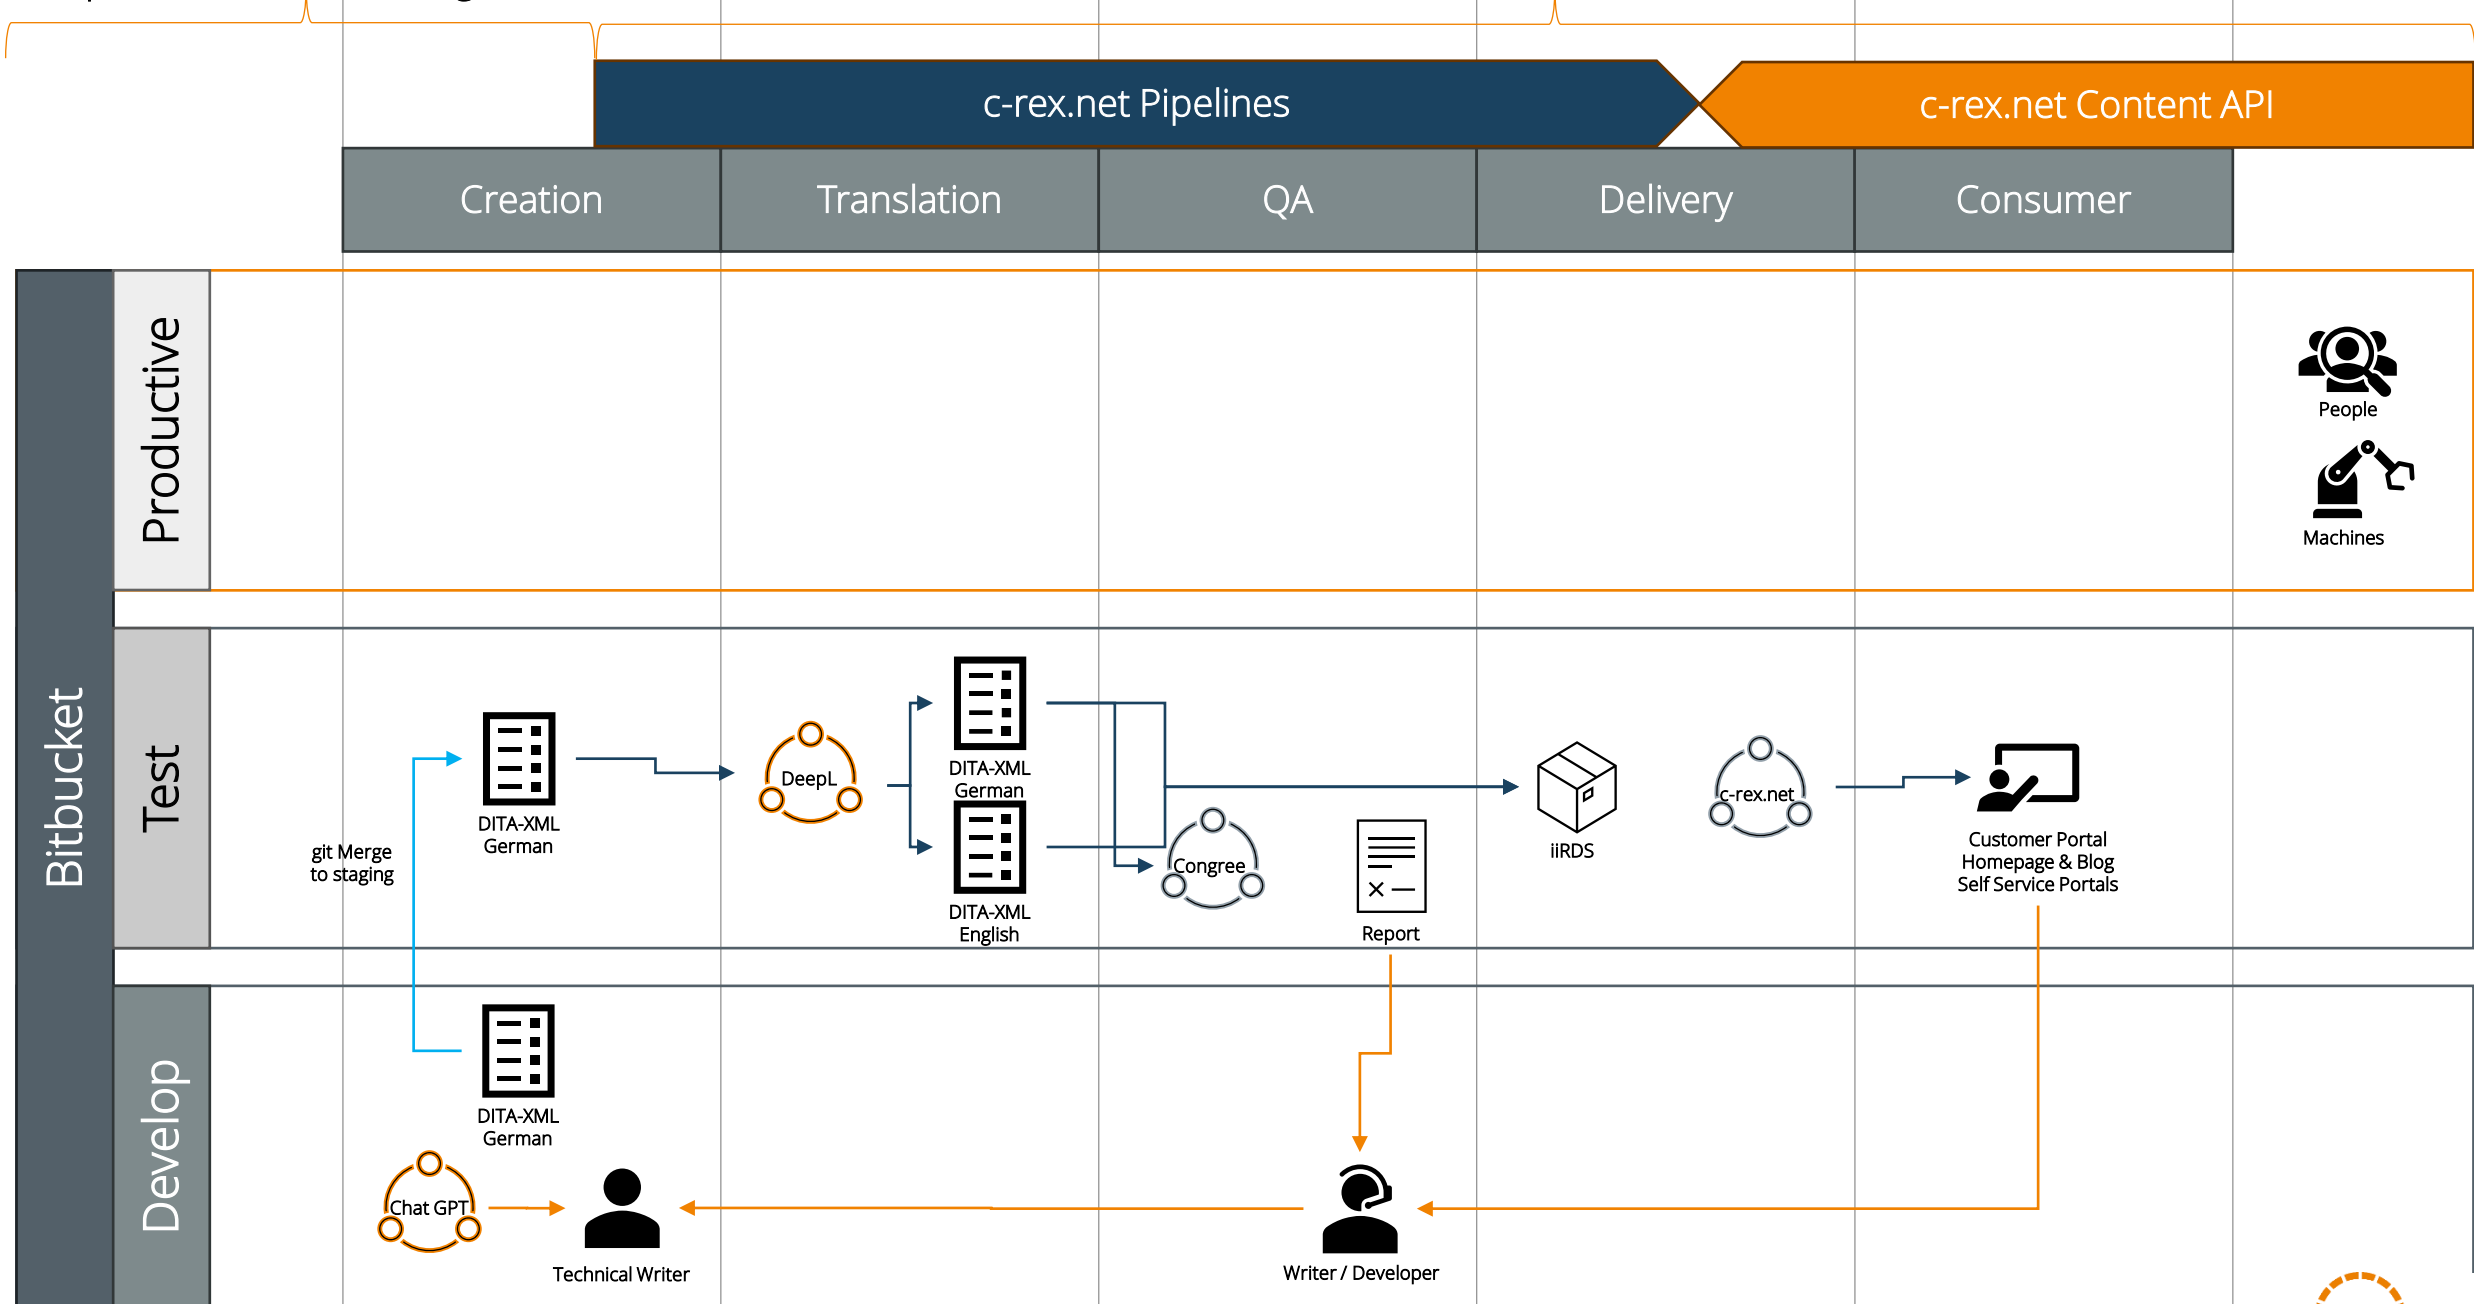 c-rex.net Pipelines
c-rex.net Content API
Creation
Translation
QA
Delivery
Consumer
Bitbucket
Productive
People
Machines
Test
DITA-XML
German
git Merge
to staging
DeepL
DITA-XML
German
DITA-XML
English
Congree
Report
iiRDS
c-rex.net
Customer Portal
Homepage & Blog
Self Service Portals
Develop
DITA-XML
German
Chat GPT
Technical Writer
Writer / Developer